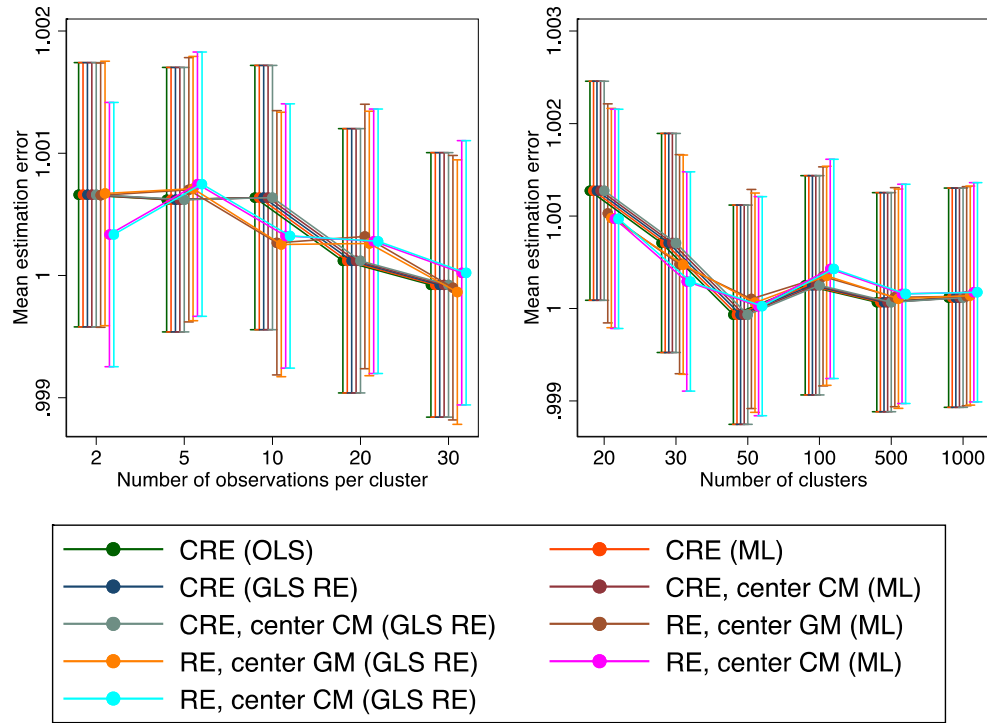 Mean estimation error
1.002
1.001
1
.999
2 5 10 20 30
Number of observations per cluster
Mean estimation error
1.003
1.002
1.001
1
.999
20 30 50 100 500 1000
Number of clusters
CRE (OLS) CRE (ML)
CRE (GLS RE) CRE, center CM (ML)
CRE, center CM (GLS RE) RE, center GM (ML)
RE, center GM (GLS RE) RE, center CM (ML)
RE, center CM (GLS RE)